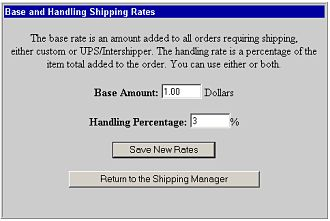 Base and Handling Shipping Rates
The base rate is an amount added to all orders requiring shipping,
either custom or UPS/Intershipper. The handling rate is a percentage of the
item total added to the order. You can use either or both.
Base Amount: 1.00 Dollars
Handling Percentage: 3 %
Save New Rates
Return to the Shipping Manager